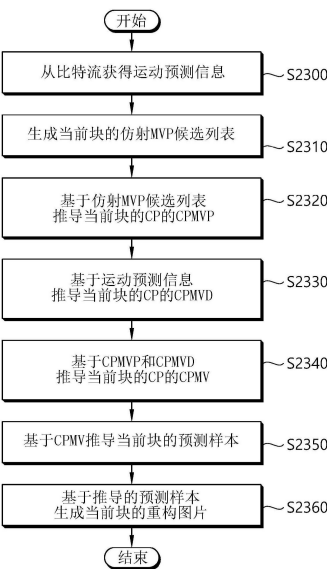 开始
从比特流获得运动预测信息
S2300
生成当前块的仿射MVP候选列表
S2310
基于仿射MVP候选列表
推导当前块的CP的CPMVP
S2320
基于运动预测信息
推导当前块的CP的CPMVD
S2330
基于CPMVP和CPMVD
推导当前块的CP的CPMV
S2340
基于CPMV推导当前块的预测样本
S2350
基于推导的预测样本
生成当前块的重构图片
S2360
结束